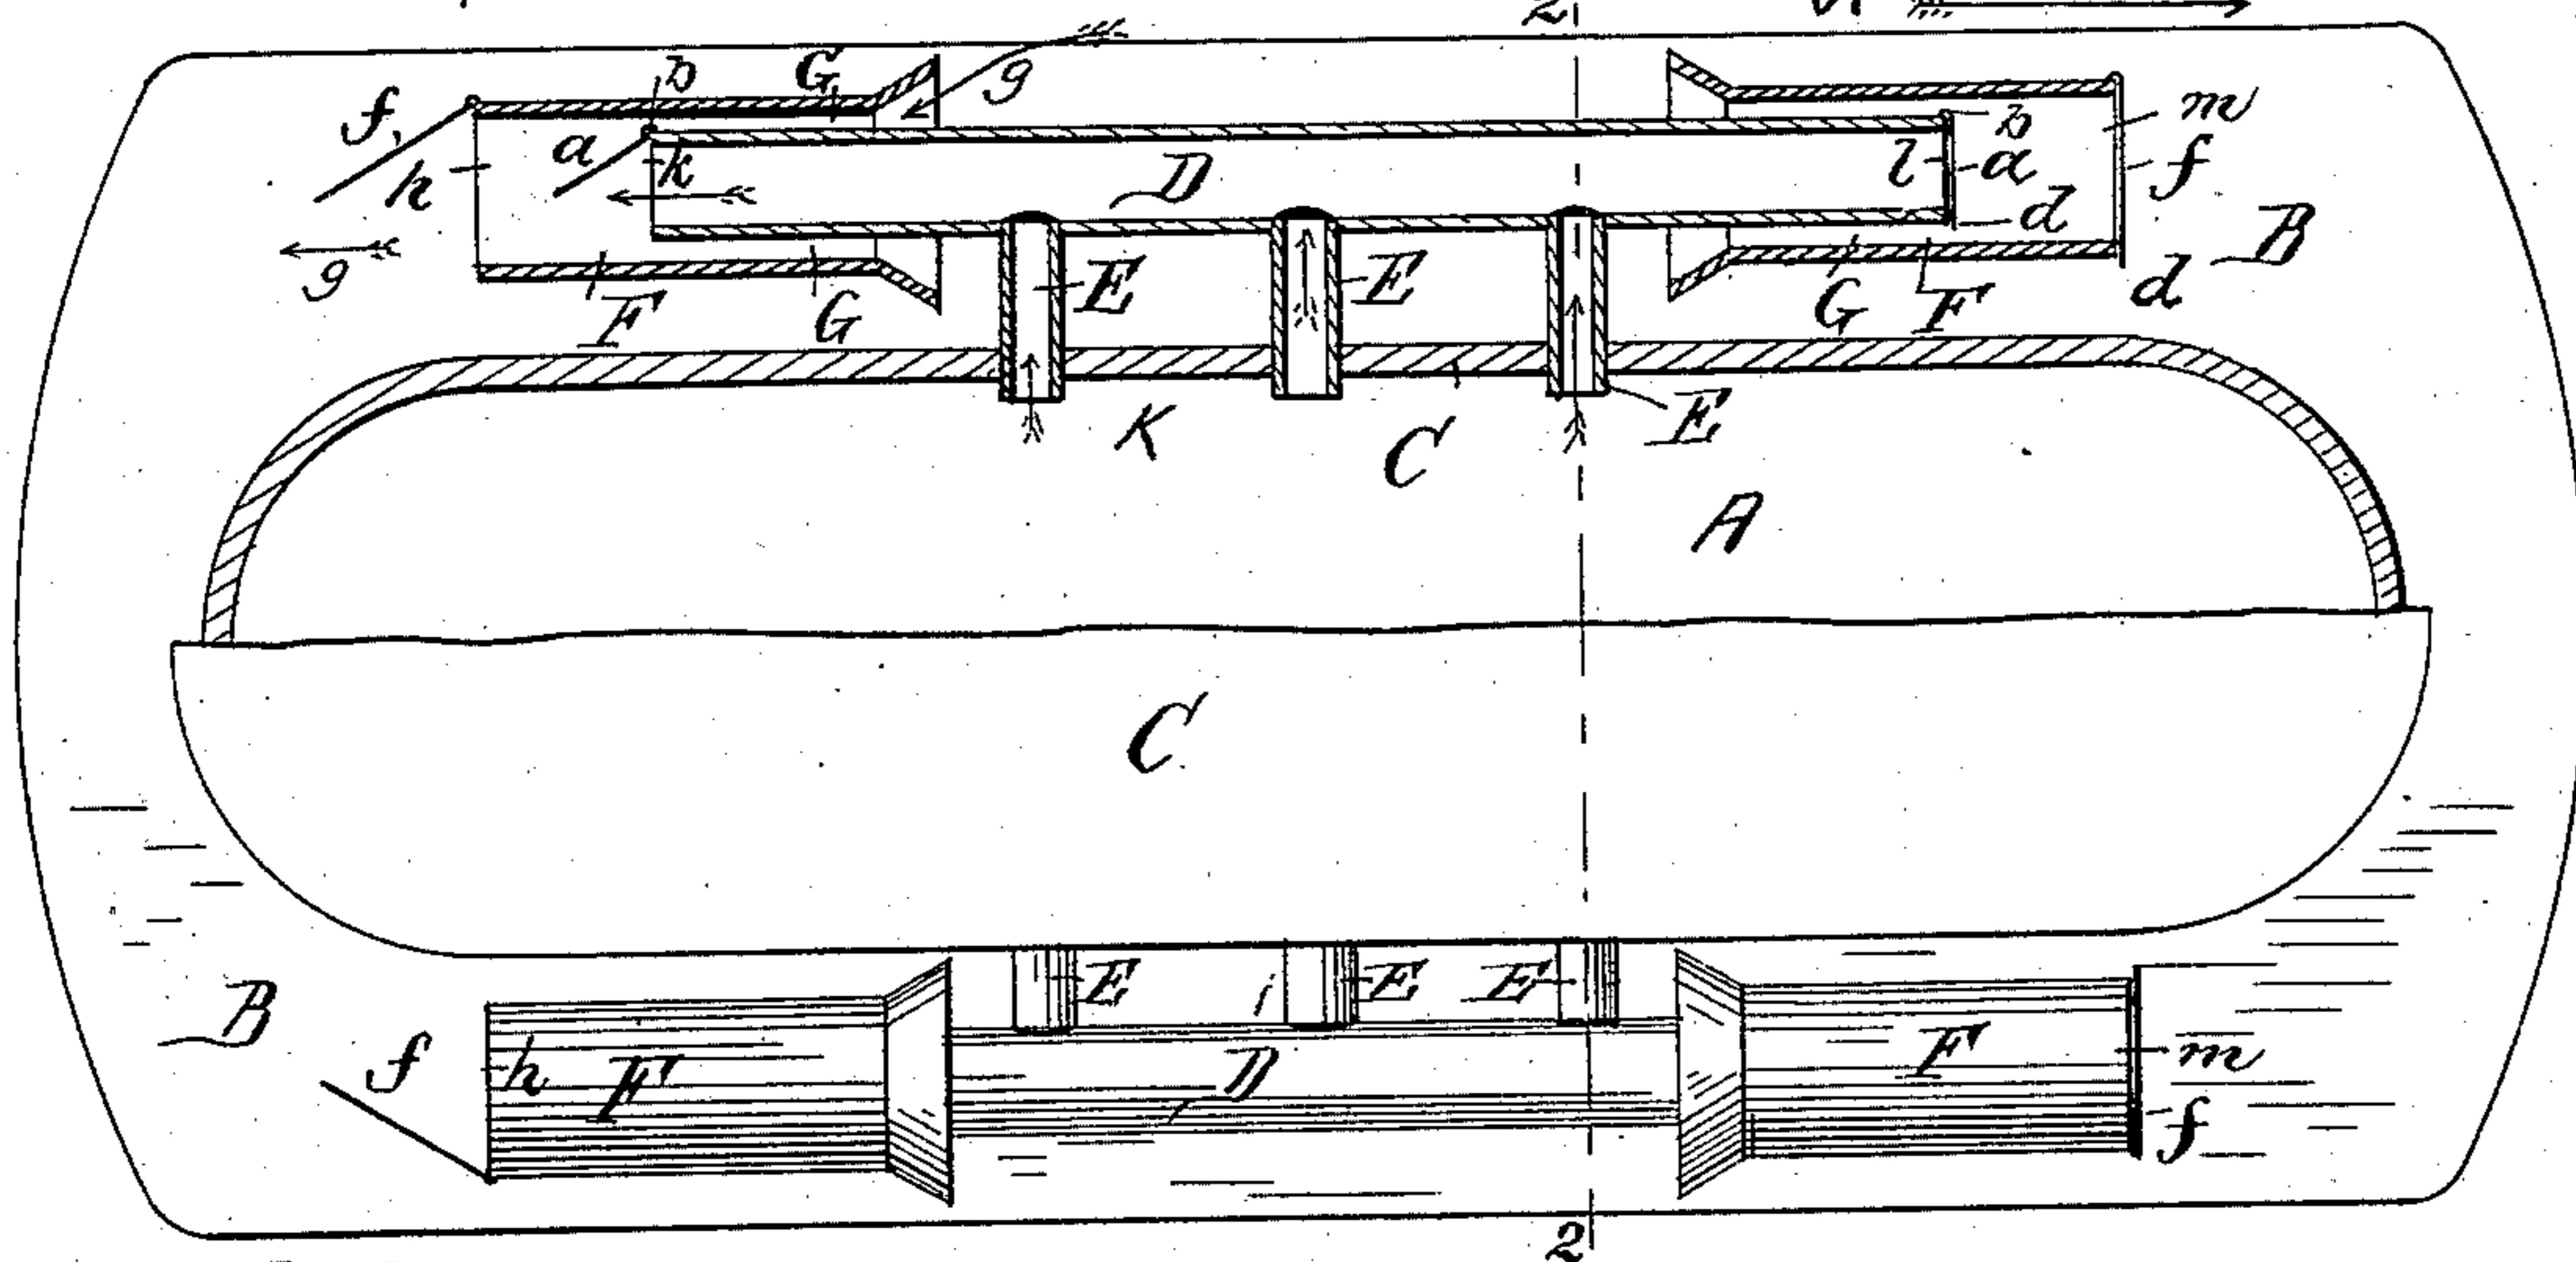 2
b G g
f a k D l b m
h a f
d B
g F G E E G F d
K C E
A
C
B E E E
f h F D F m
f
2